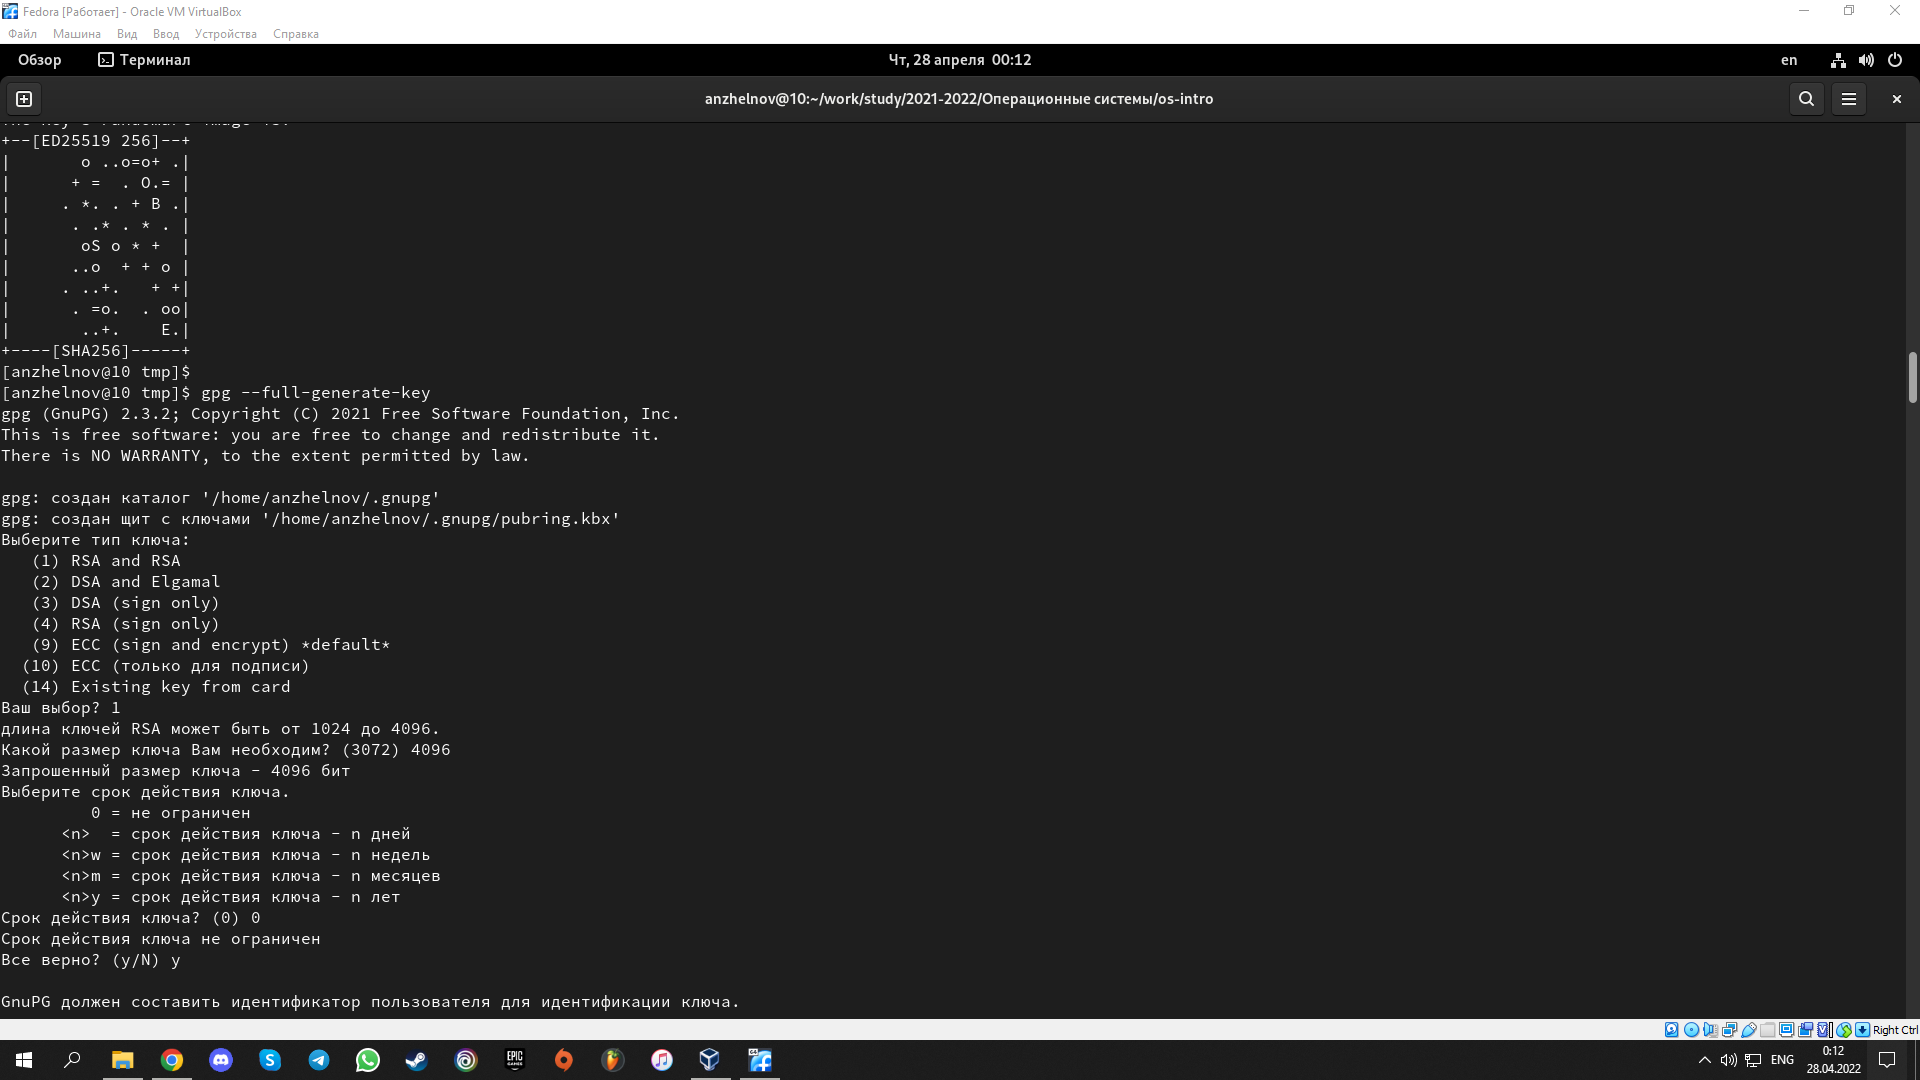 Fedora [Работает] - Oracle VM VirtualBox
Файл Машина Вид Ввод Устройства Справка
Обзор Терминал Чт, 28 апреля 00:12 en
anzhelnov@10:~/work/study/2021-2022/Операционные системы/os-intro
+--[ED25519 256]--+
|       o ..o=o+ .|
|      + =  . O.= |
|     . *. . + B .|
|      . .* . * . |
|       oS o * +  |
|      ..o  + + o |
|     . ..+.   + +|
|      . =o.  . oo|
|       ..+.    E.|
+----[SHA256]-----+
[anzhelnov@10 tmp]$
[anzhelnov@10 tmp]$ gpg --full-generate-key
gpg (GnuPG) 2.3.2; Copyright (C) 2021 Free Software Foundation, Inc.
This is free software: you are free to change and redistribute it.
There is NO WARRANTY, to the extent permitted by law.
gpg: создан каталог '/home/anzhelnov/.gnupg'
gpg: создан щит с ключами '/home/anzhelnov/.gnupg/pubring.kbx'
Выберите тип ключа:
(1) RSA and RSA
(2) DSA and Elgamal
(3) DSA (sign only)
(4) RSA (sign only)
(9) ECC (sign and encrypt) *default*
(10) ECC (только для подписи)
(14) Existing key from card
Ваш выбор? 1
длина ключей RSA может быть от 1024 до 4096.
Какой размер ключа Вам необходим? (3072) 4096
Запрошенный размер ключа - 4096 бит
Выберите срок действия ключа.
0 = не ограничен
<n>  = срок действия ключа - n дней
<n>w = срок действия ключа - n недель
<n>m = срок действия ключа - n месяцев
<n>y = срок действия ключа - n лет
Срок действия ключа? (0) 0
Срок действия ключа не ограничен
Все верно? (y/N) y
GnuPG должен составить идентификатор пользователя для идентификации ключа.
Right Ctrl
EPIC GAMES
ENG
0:12
28.04.2022